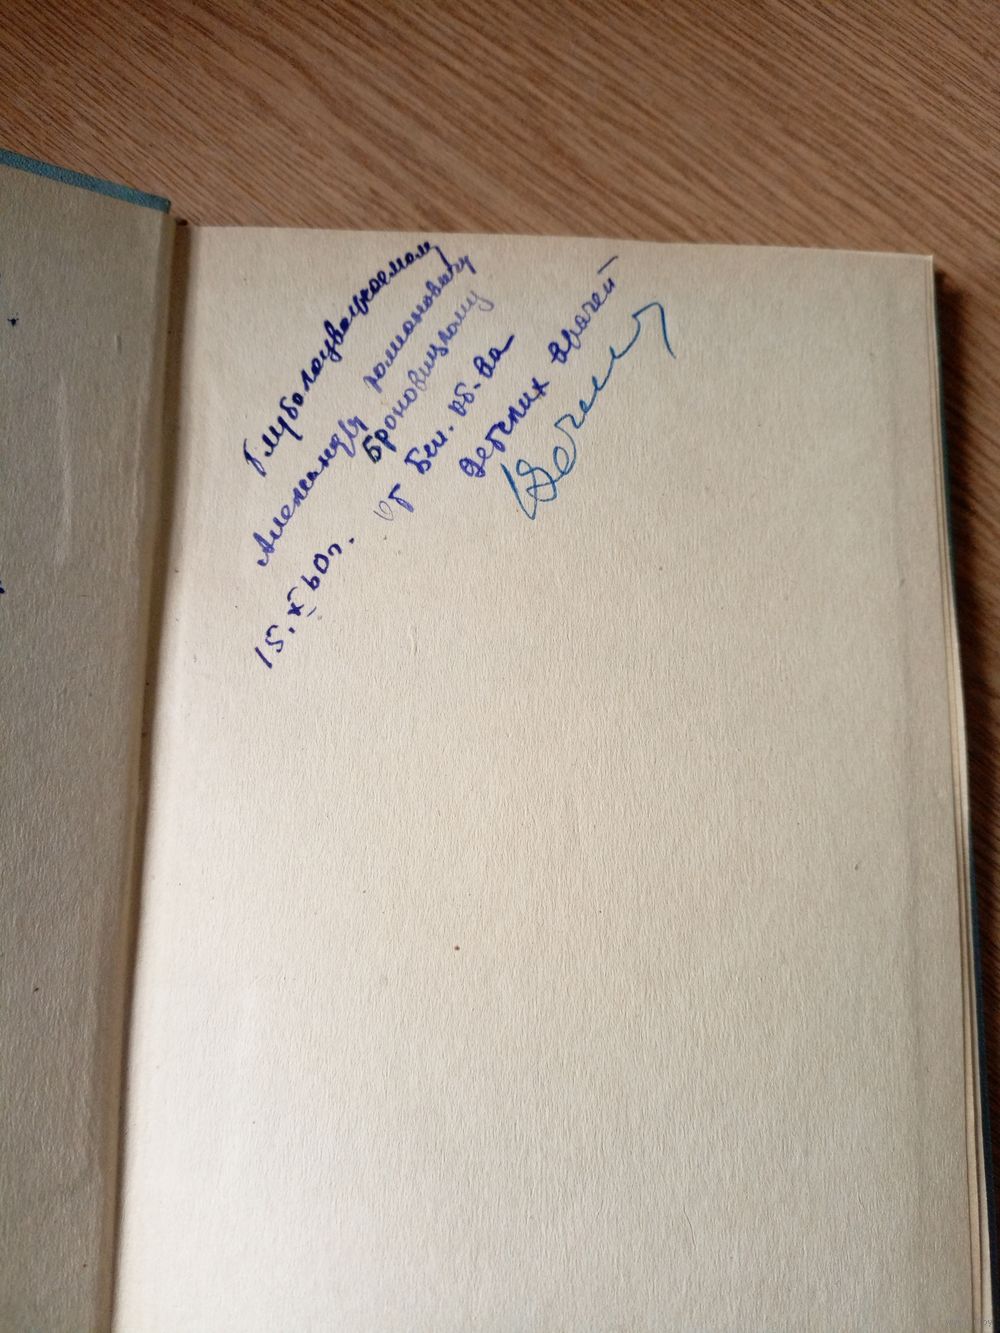 Глубокоуважаемому
Александру Романовичу
Броновицкому
от Бел. об-ва
детских врачей
15.X 60г.